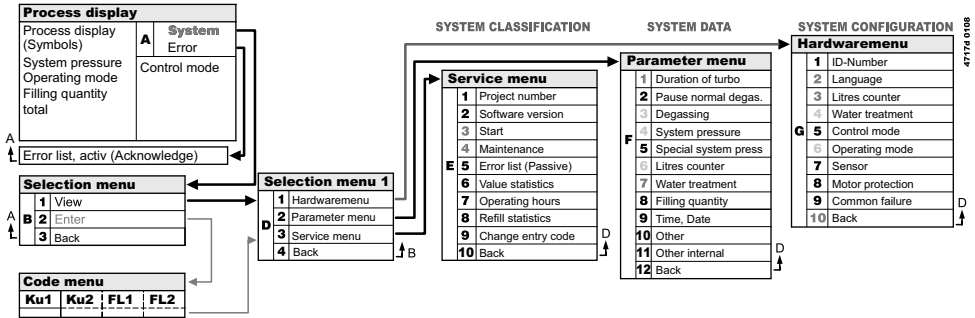 Process display
Process display
(Symbols)
System pressure
Operating mode
Filling quantity
total
A
System
Error
Control mode
A
Error list, activ (Acknowledge)
Selection menu
A
B
1 View
2 Enter
3 Back
Code menu
Ku1 Ku2 FL1 FL2
Selection menu 1
D
1 Hardwaremenu
2 Parameter menu
3 Service menu
4 Back
B
SYSTEM CLASSIFICATION
Service menu
E
1 Project number
2 Software version
3 Start
4 Maintenance
5 Error list (Passive)
6 Value statistics
7 Operating hours
8 Refill statistics
9 Change entry code
10 Back
D
SYSTEM DATA
Parameter menu
F
1 Duration of turbo
2 Pause normal degas.
3 Degassing
4 System pressure
5 Special system press
6 Litres counter
7 Water treatment
8 Filling quantity
9 Time, Date
10 Other
11 Other internal
12 Back
D
SYSTEM CONFIGURATION
Hardwaremenu
G
1 ID-Number
2 Language
3 Litres counter
4 Water treatment
5 Control mode
6 Operating mode
7 Sensor
8 Motor protection
9 Common failure
10 Back
D
4717d 0108